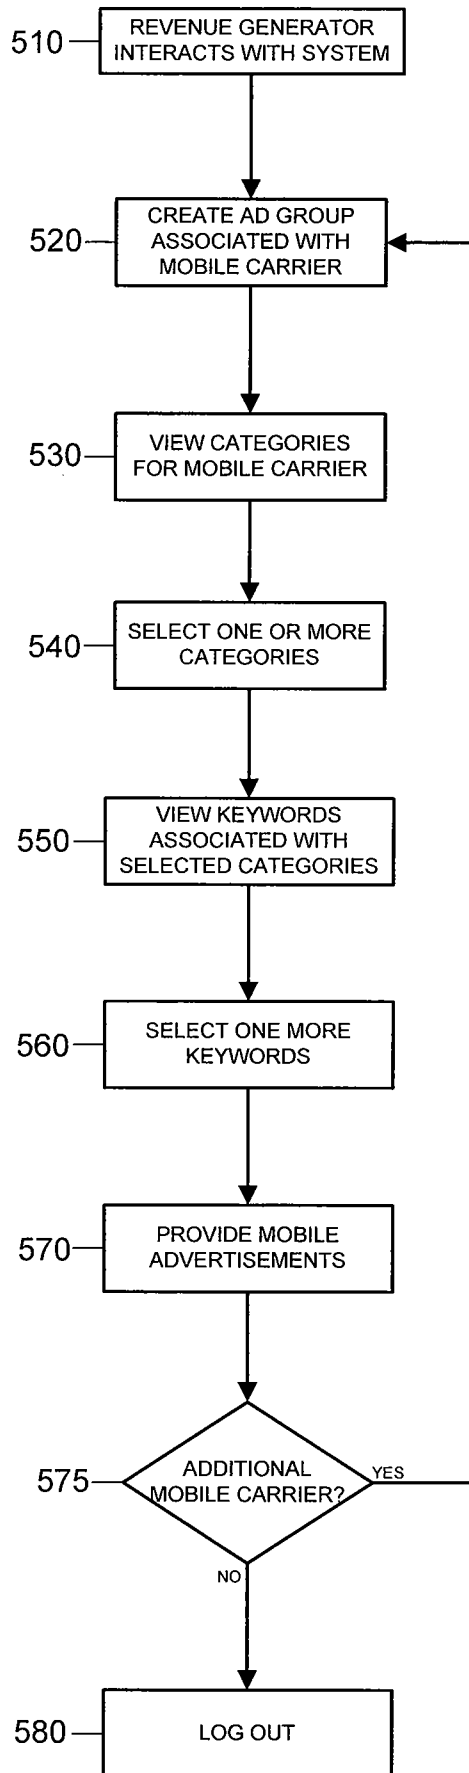 510
REVENUE GENERATOR
INTERACTS WITH SYSTEM
520
CREATE AD GROUP
ASSOCIATED WITH
MOBILE CARRIER
530
VIEW CATEGORIES
FOR MOBILE CARRIER
540
SELECT ONE OR MORE
CATEGORIES
550
VIEW KEYWORDS
ASSOCIATED WITH
SELECTED CATEGORIES
560
SELECT ONE MORE
KEYWORDS
570
PROVIDE MOBILE
ADVERTISEMENTS
575
ADDITIONAL
MOBILE CARRIER?
YES
NO
580
LOG OUT